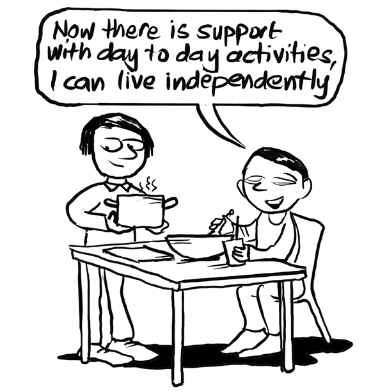 Now there is support
with day to day activities,
I can live independently